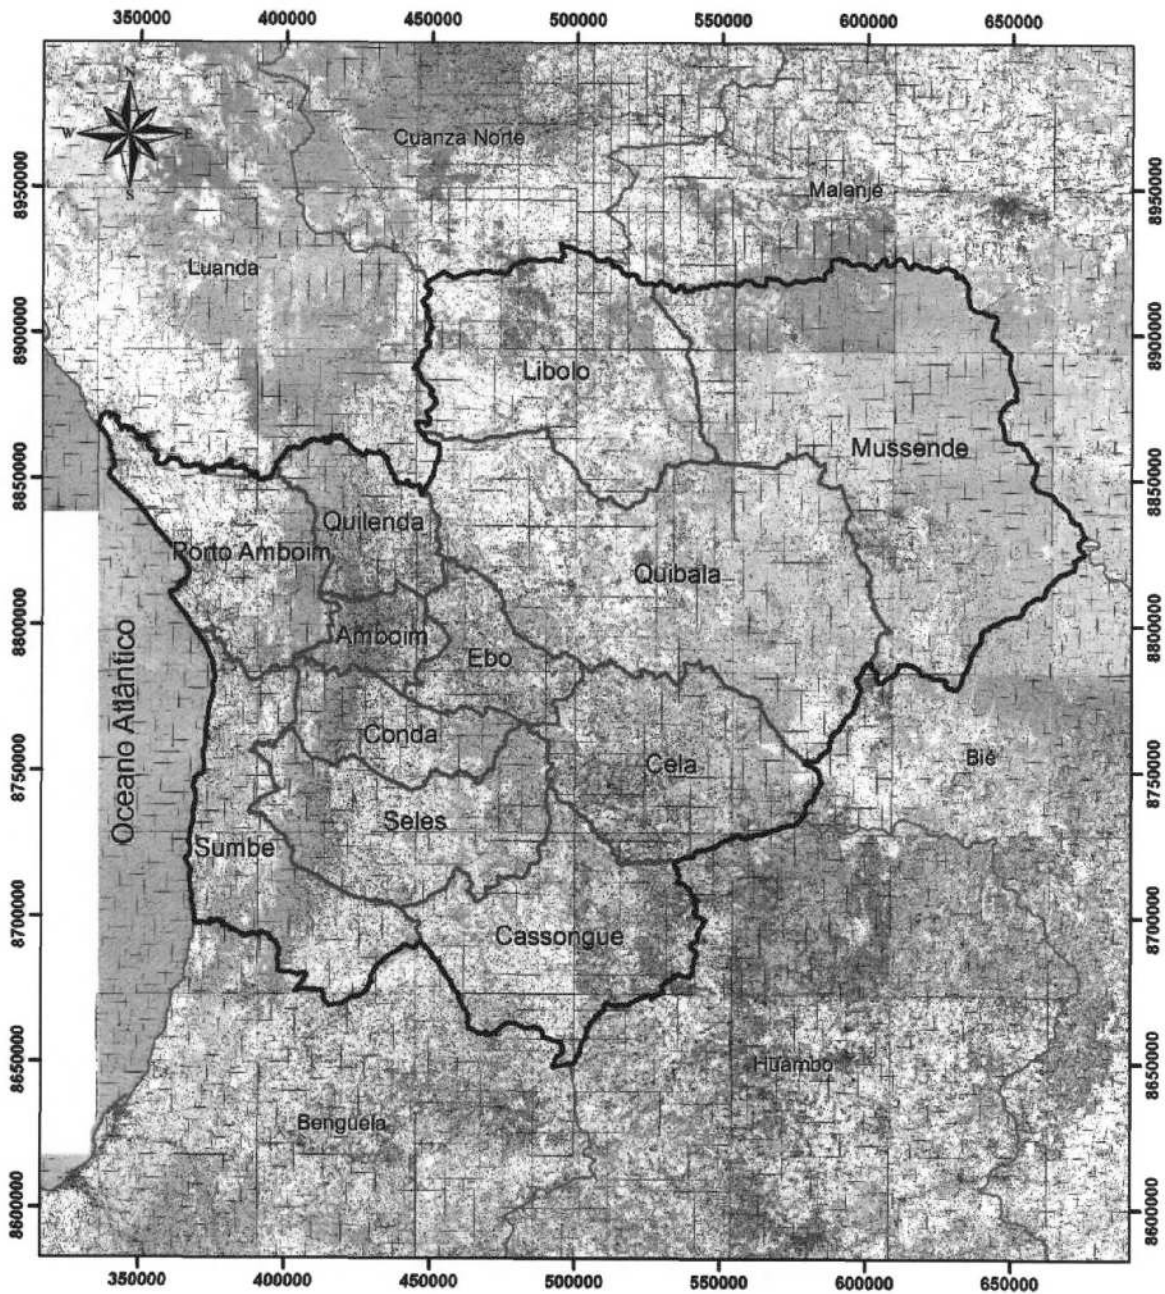 350000 400000 450000 500000 550000 600000 650000
N
W E
S
Cuanza Norte
Malanje
Luanda
Libolo
Mussende
Quilenda
Porto Amboim
Quibala
Amboim
Ebo
Conda
Cela
Bié
Seles
Sumbe
Cassongue
Huambo
Benguela
Oceano Atlântico
8950000
8900000
8850000
8800000
8750000
8700000
8650000
8600000
8950000
8900000
8850000
8800000
8750000
8700000
8650000
8600000
350000 400000 450000 500000 550000 600000 650000